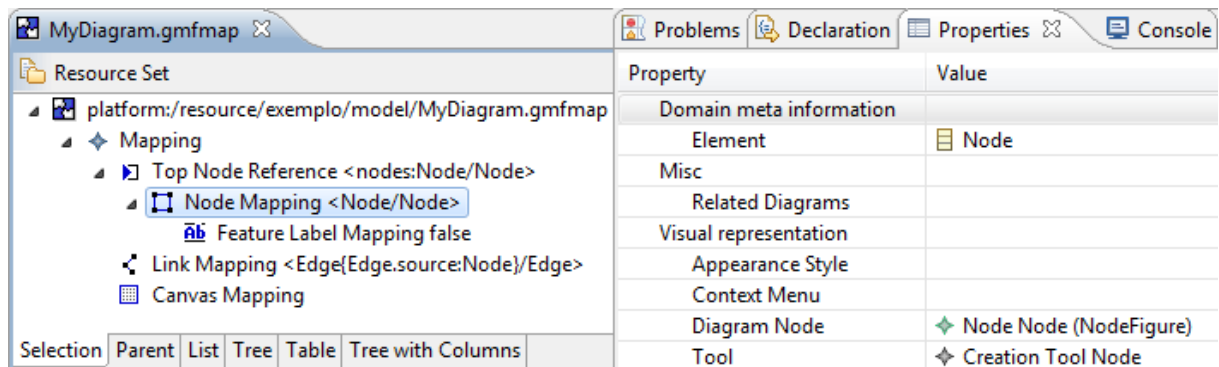 MyDiagram.gmfmap
Resource Set
platform:/resource/exemplo/model/MyDiagram.gmfmap
Mapping
Top Node Reference <nodes:Node/Node>
Node Mapping <Node/Node>
Ab Feature Label Mapping false
Link Mapping <Edge{Edge.source:Node}/Edge>
Canvas Mapping
Selection Parent List Tree Table Tree with Columns
Problems Declaration Properties Console
Property Value
Domain meta information
Element Node
Misc
Related Diagrams
Visual representation
Appearance Style
Context Menu
Diagram Node Node Node (NodeFigure)
Tool Creation Tool Node